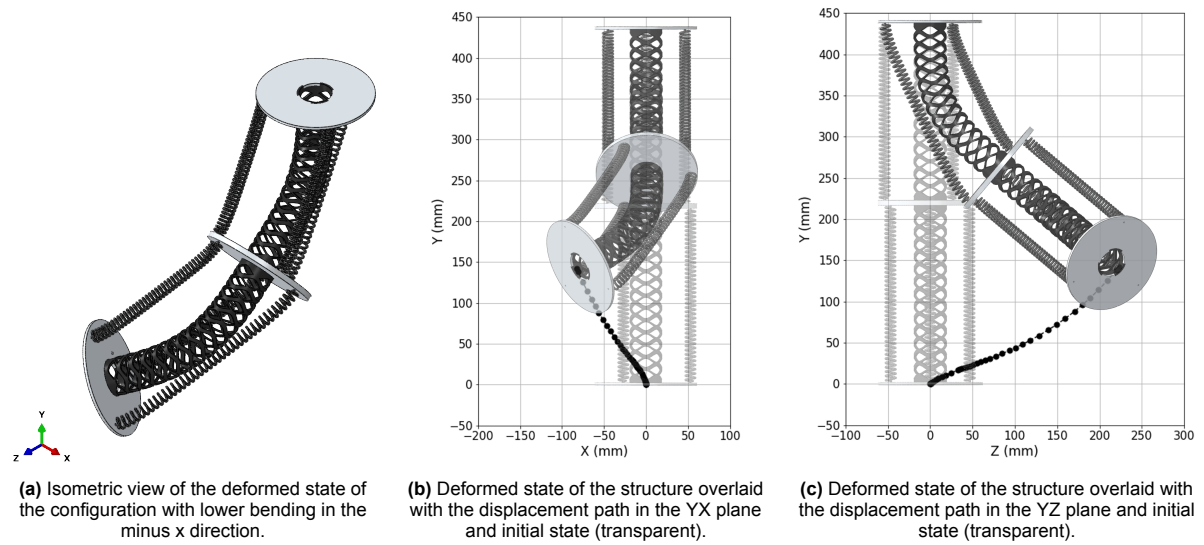 Y
Z
X
450
400
350
300
250
200
150
100
50
0
−50
Y (mm)
−200
−150
−100
−50
0
50
100
X (mm)
450
400
350
300
250
200
150
100
50
0
−50
Y (mm)
−100
−50
0
50
100
150
200
250
300
Z (mm)
(a) Isometric view of the deformed state of
the configuration with lower bending in the
minus x direction.
(b) Deformed state of the structure overlaid
with the displacement path in the YX plane
and initial state (transparent).
(c) Deformed state of the structure overlaid with
the displacement path in the YZ plane and initial
state (transparent).